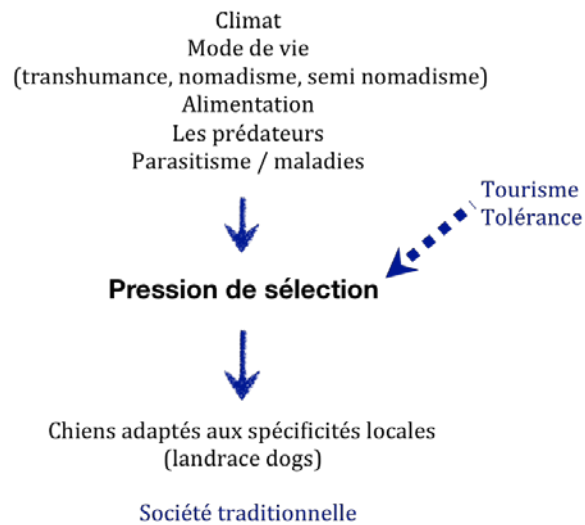 Climat
Mode de vie
(transhumance, nomadisme, semi nomadisme)
Alimentation
Les prédateurs
Parasitisme / maladies
Tourisme
Tolérance
Pression de sélection
Chiens adaptés aux spécificités locales
(landrace dogs)
Société traditionnelle